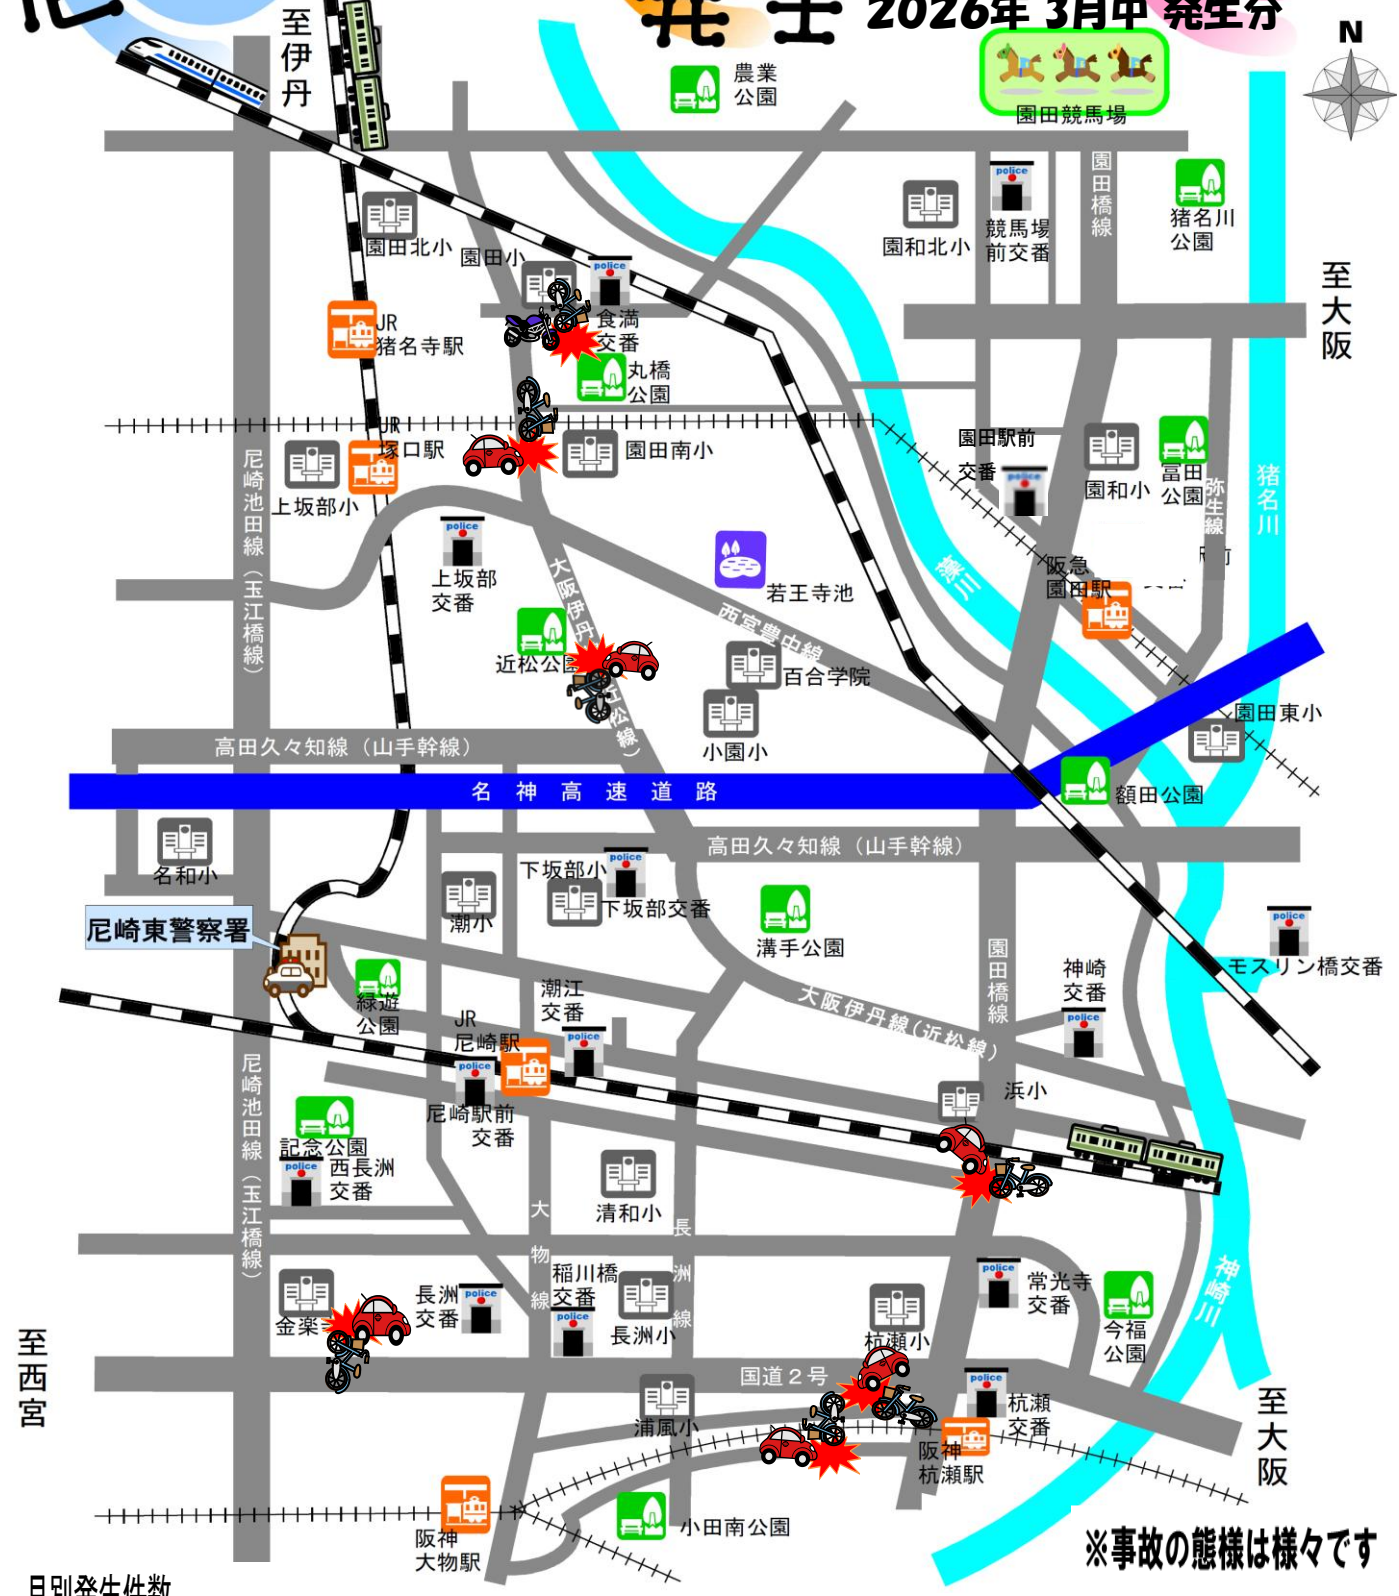 2026年 3月中 発生分
至
伊
丹
N
農業
公園
園田競馬場
園田橋線
police
競馬場
前交番
猪名川
公園
園和北小
園田北小
園田小
police
食満
交番
至
大
阪
JR
猪名寺駅
丸橋
公園
JR
塚口駅
園田南小
園田駅前
交番
園和小
富田
公園
弥生線
猪名川
上坂部小
尼崎池田線（玉江橋線）
police
上坂部
交番
大阪伊丹
近松線）
若王寺池
藻川
阪急
園田駅
西宮豊中線
近松公園
百合学院
小園小
園田東小
高田久々知線（山手幹線）
名神高速道路
額田公園
高田久々知線（山手幹線）
名和小
下坂部小
police
下坂部交番
潮小
尼崎東警察署
溝手公園
園田橋線
神崎
交番
police
police
モスリン橋交番
緑遊
公園
潮江
交番
police
JR
尼崎駅
大阪伊丹線（近松線）
police
尼崎駅前
交番
浜小
尼崎池田線（玉江橋線）
記念公園
police
西長洲
交番
清和小
大物線
長洲線
稲川橋
交番
police
長洲
交番
police
長洲小
police
常光寺
交番
今福
公園
神崎川
金楽
杭瀬小
国道２号
至
西
宮
浦風小
police
杭瀬
交番
阪神
杭瀬駅
至
大
阪
阪神
大物駅
小田南公園
※事故の態様は様々です
月別発生件数